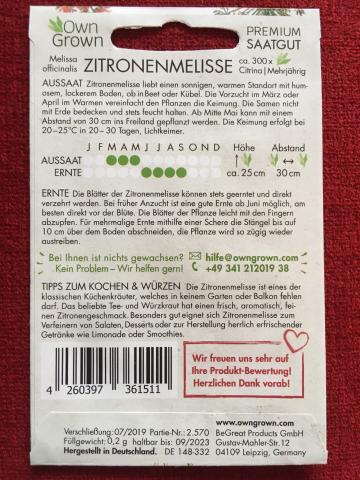 Own Grown
PREMIUM SAATGUT
Melissa officinalis ZITRONENMELISSE ca. 300 x Citrina | Mehrjährig
AUSSAAT Zitronenmelisse liebt einen sonnigen, warmen Standort mit hum-
osem, lockerem Boden, ob in Beet oder Kübel. Die Vorzucht im März oder
April im Warmen vereinfacht den Pflanzen die Keimung. Die Samen nicht
mit Erde bedecken und stets feucht halten. Ab Mitte Mai kann mit einem
Abstand von 30 cm ins Freiland gepflanzt werden. Die Keimung erfolgt bei
20–25°C in 20–30 Tagen, Lichtkeimer.
J F M A M J J A S O N D Höhe Abstand
AUSSAAT
ERNTE ca. 25 cm 30 cm
ERNTE Die Blätter der Zitronenmelisse können stets geerntet und direkt
verzehrt werden. Bei früher Anzucht ist eine gute Ernte ab Juni möglich, am
besten direkt vor der Blüte. Die Blätter der Pflanze leicht mit den Fingern
abzupfen. Für mehrmalige Ernte mithilfe einer Schere die Stängel bis auf
10 cm über dem Boden abschneiden, die Pflanze wird so zügig wieder
austreiben.
Bei Ihnen ist nichts gewachsen? hilfe@owngrown.com
Kein Problem – Wir helfen gern! +49 341 212019 38
TIPPS ZUM KOCHEN & WÜRZEN Die Zitronenmelisse ist eines der
klassischen Küchenkräuter, welches in keinem Garten oder Balkon fehlen
darf. Das beliebte Tee- und Würzkraut hat einen frisch, aromatisch, fei-
nen Zitronengeschmack. Besonders gut eignet sich Zitronenmelisse zum
Verfeinern von Salaten, Desserts oder zur Herstellung herrlich erfrischender
Getränke wie Limonade oder Smoothies.
4 260397 361511
Wir freuen uns sehr auf
Ihre Produkt-Bewertung!
Herzlichen Dank vorab!
Verschließung: 07/2019 Partie-Nr.: 2.570
Füllgewicht: 0,2 g haltbar bis: 09/2023
Hergestellt in Deutschland. DE 148-332
www.owngrown.com
BeGreat Products GmbH
Gustav-Mahler-Str. 12
04109 Leipzig, Germany